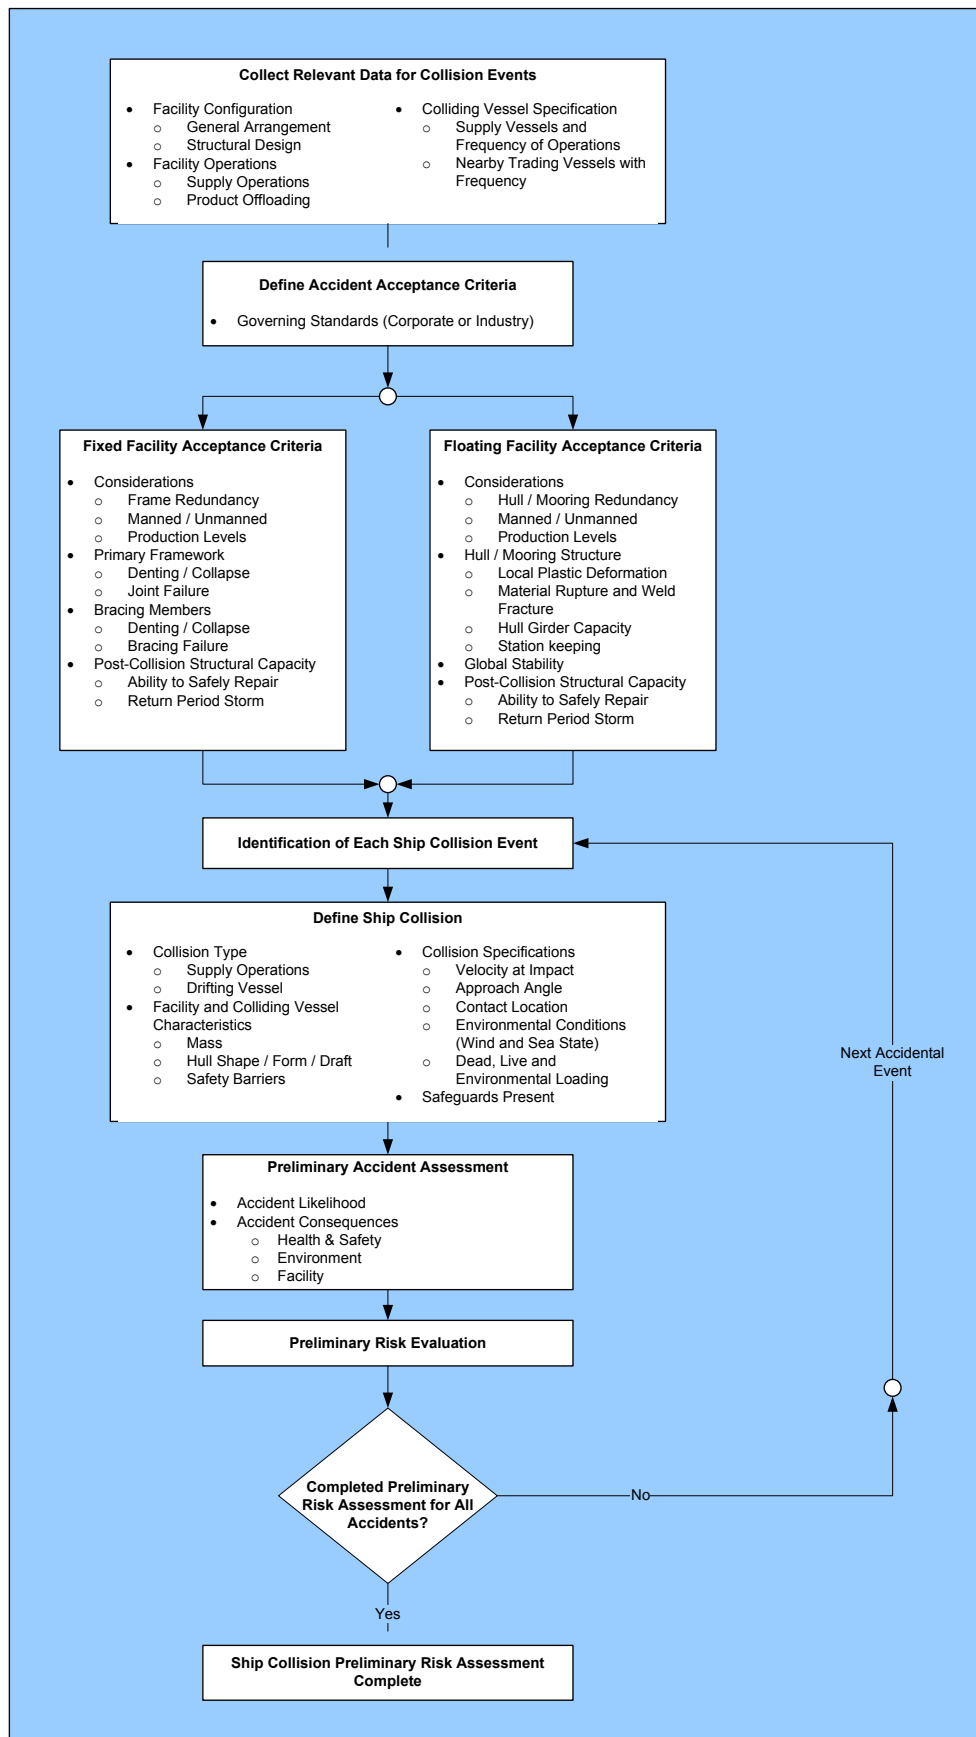 Collect Relevant Data for Collision Events
• Facility Configuration
o General Arrangement
o Structural Design
• Facility Operations
o Supply Operations
o Product Offloading
• Colliding Vessel Specification
o Supply Vessels and
Frequency of Operations
o Nearby Trading Vessels with
Frequency
Define Accident Acceptance Criteria
• Governing Standards (Corporate or Industry)
Fixed Facility Acceptance Criteria
• Considerations
o Frame Redundancy
o Manned / Unmanned
o Production Levels
• Primary Framework
o Denting / Collapse
o Joint Failure
• Bracing Members
o Denting / Collapse
o Bracing Failure
• Post-Collision Structural Capacity
o Ability to Safely Repair
o Return Period Storm
Floating Facility Acceptance Criteria
• Considerations
o Hull / Mooring Redundancy
o Manned / Unmanned
o Production Levels
• Hull / Mooring Structure
o Local Plastic Deformation
o Material Rupture and Weld
Fracture
o Hull Girder Capacity
o Station keeping
• Global Stability
• Post-Collision Structural Capacity
o Ability to Safely Repair
o Return Period Storm
Identification of Each Ship Collision Event
Define Ship Collision
• Collision Type
o Supply Operations
o Drifting Vessel
• Facility and Colliding Vessel
Characteristics
o Mass
o Hull Shape / Form / Draft
o Safety Barriers
• Collision Specifications
o Velocity at Impact
o Approach Angle
o Contact Location
o Environmental Conditions
(Wind and Sea State)
o Dead, Live and
Environmental Loading
• Safeguards Present
Next Accidental
Event
Preliminary Accident Assessment
• Accident Likelihood
• Accident Consequences
o Health & Safety
o Environment
o Facility
Preliminary Risk Evaluation
Completed Preliminary
Risk Assessment for All
Accidents?
No
Yes
Ship Collision Preliminary Risk Assessment
Complete